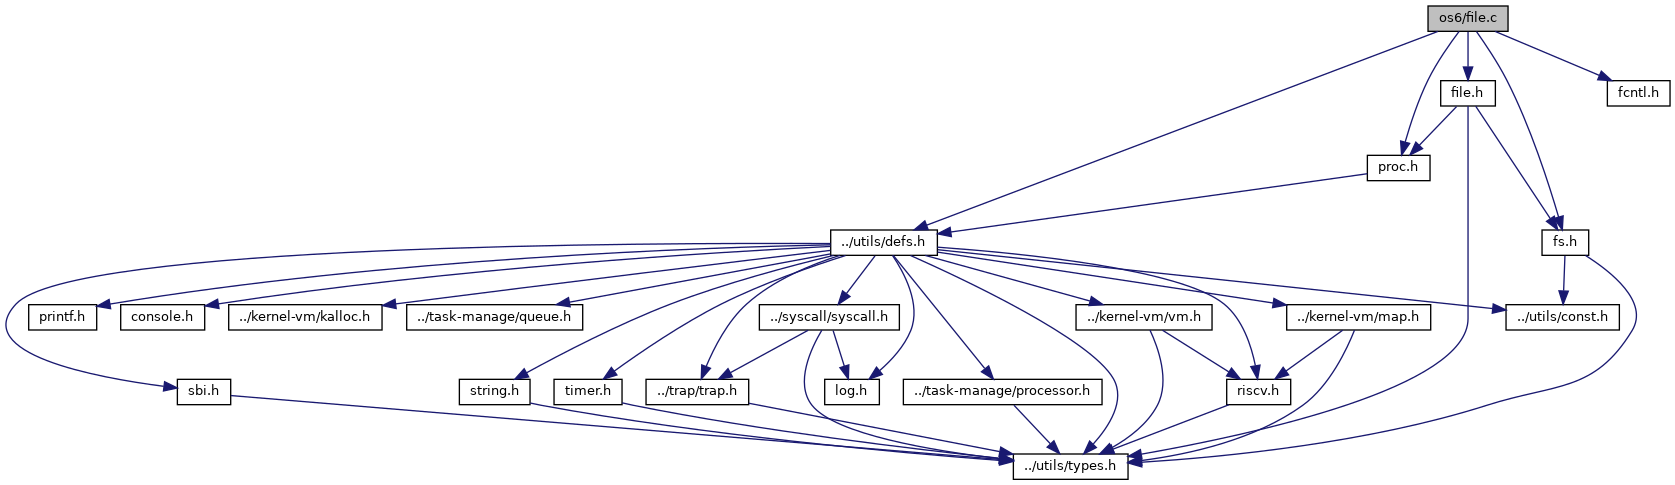 os6/file.c
file.h
fcntl.h
proc.h
../utils/defs.h
fs.h
printf.h
console.h
../kernel-vm/kalloc.h
../task-manage/queue.h
../syscall/syscall.h
../kernel-vm/vm.h
../kernel-vm/map.h
../utils/const.h
sbi.h
string.h
timer.h
../trap/trap.h
log.h
../task-manage/processor.h
riscv.h
../utils/types.h